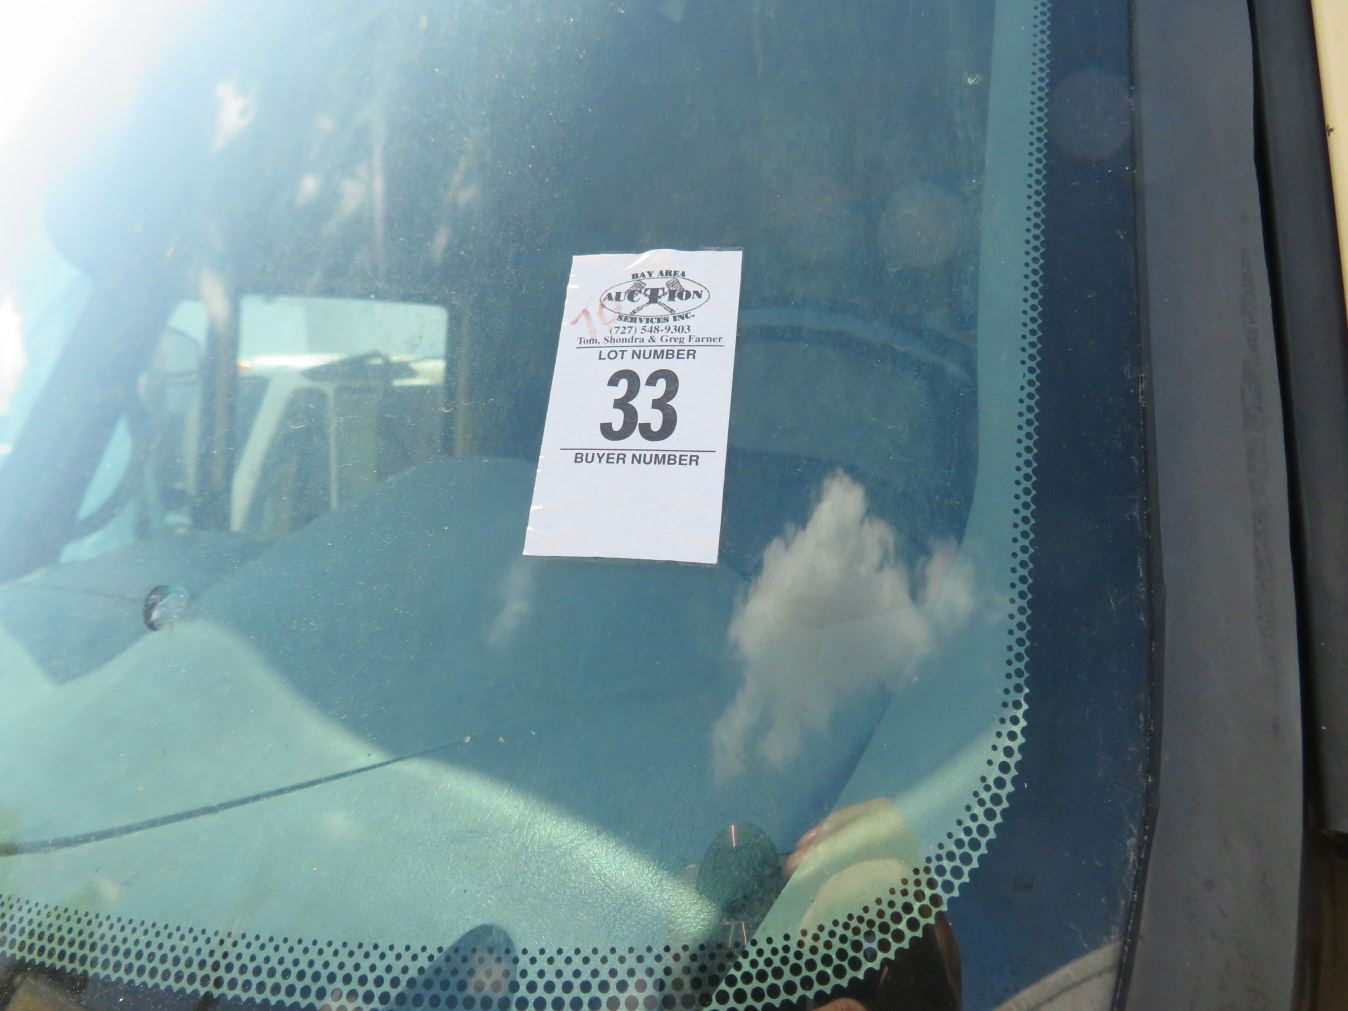 BAY AREA
AUCTION
SERVICES INC.
(727) 548-9303
Tom, Shondra & Greg Farner
LOT NUMBER
33
BUYER NUMBER